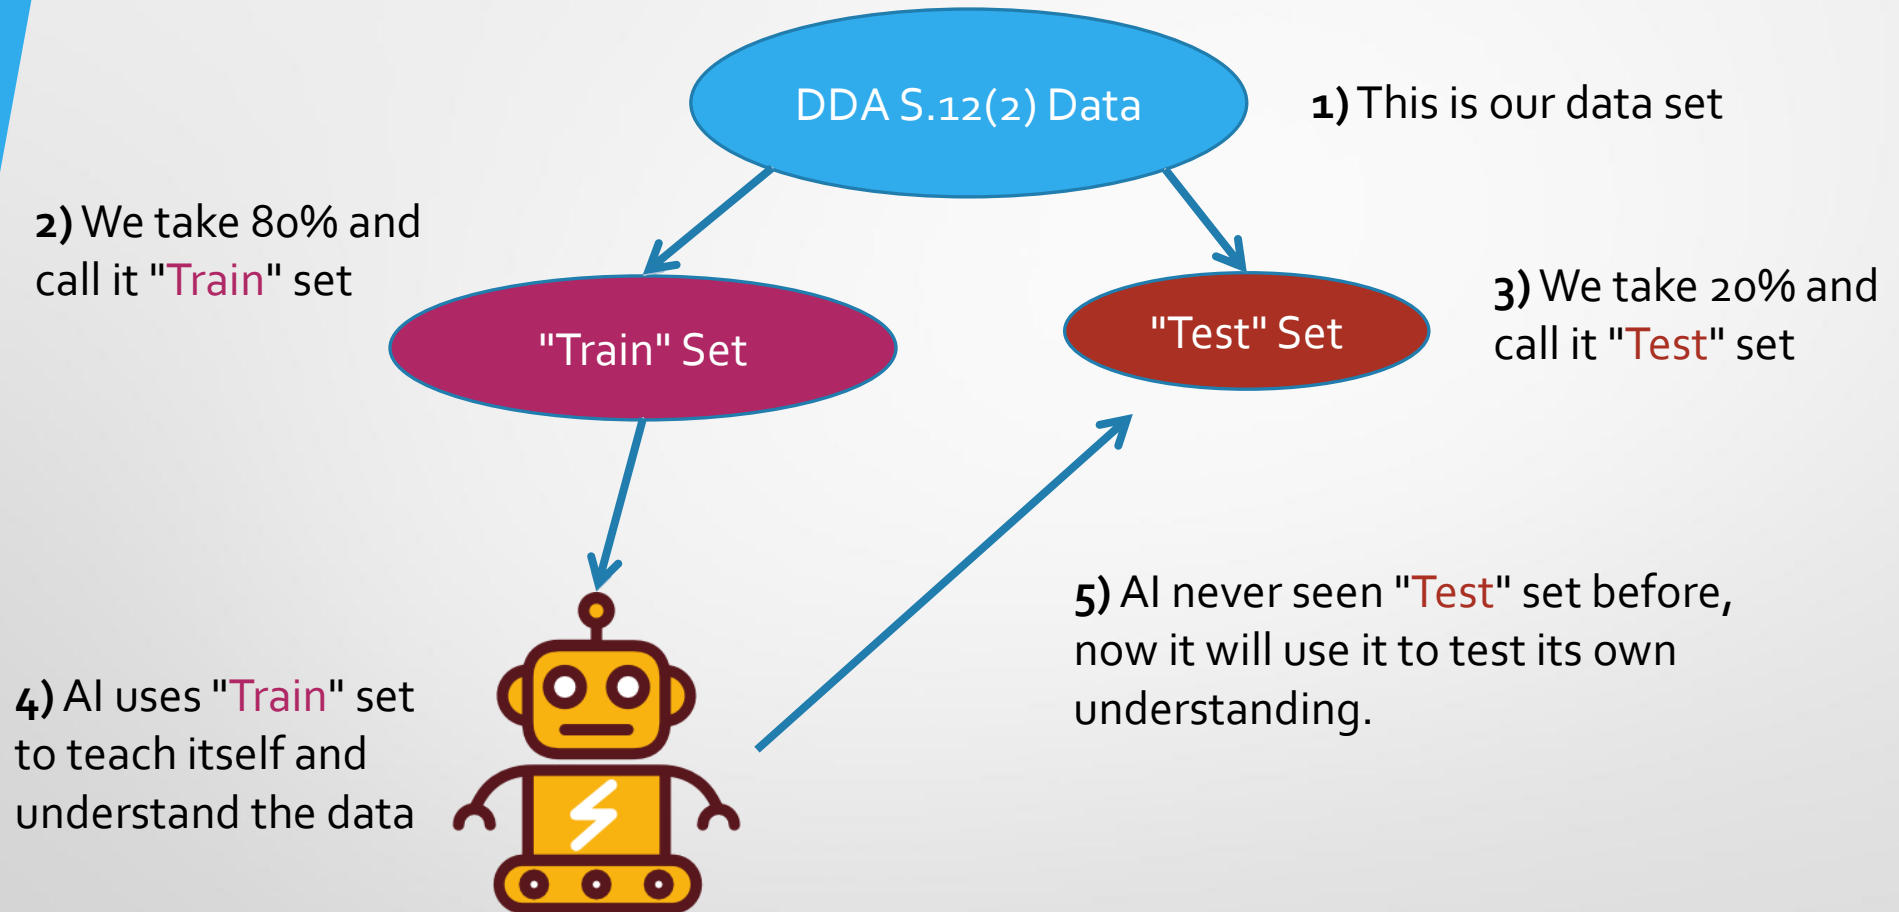 DDA S.12(2) Data
1) This is our data set
2) We take 80% and
call it "Train" set
"Train" Set
"Test" Set
3) We take 20% and
call it "Test" set
4) AI uses "Train" set
to teach itself and
understand the data
5) AI never seen "Test" set before,
now it will use it to test its own
understanding.